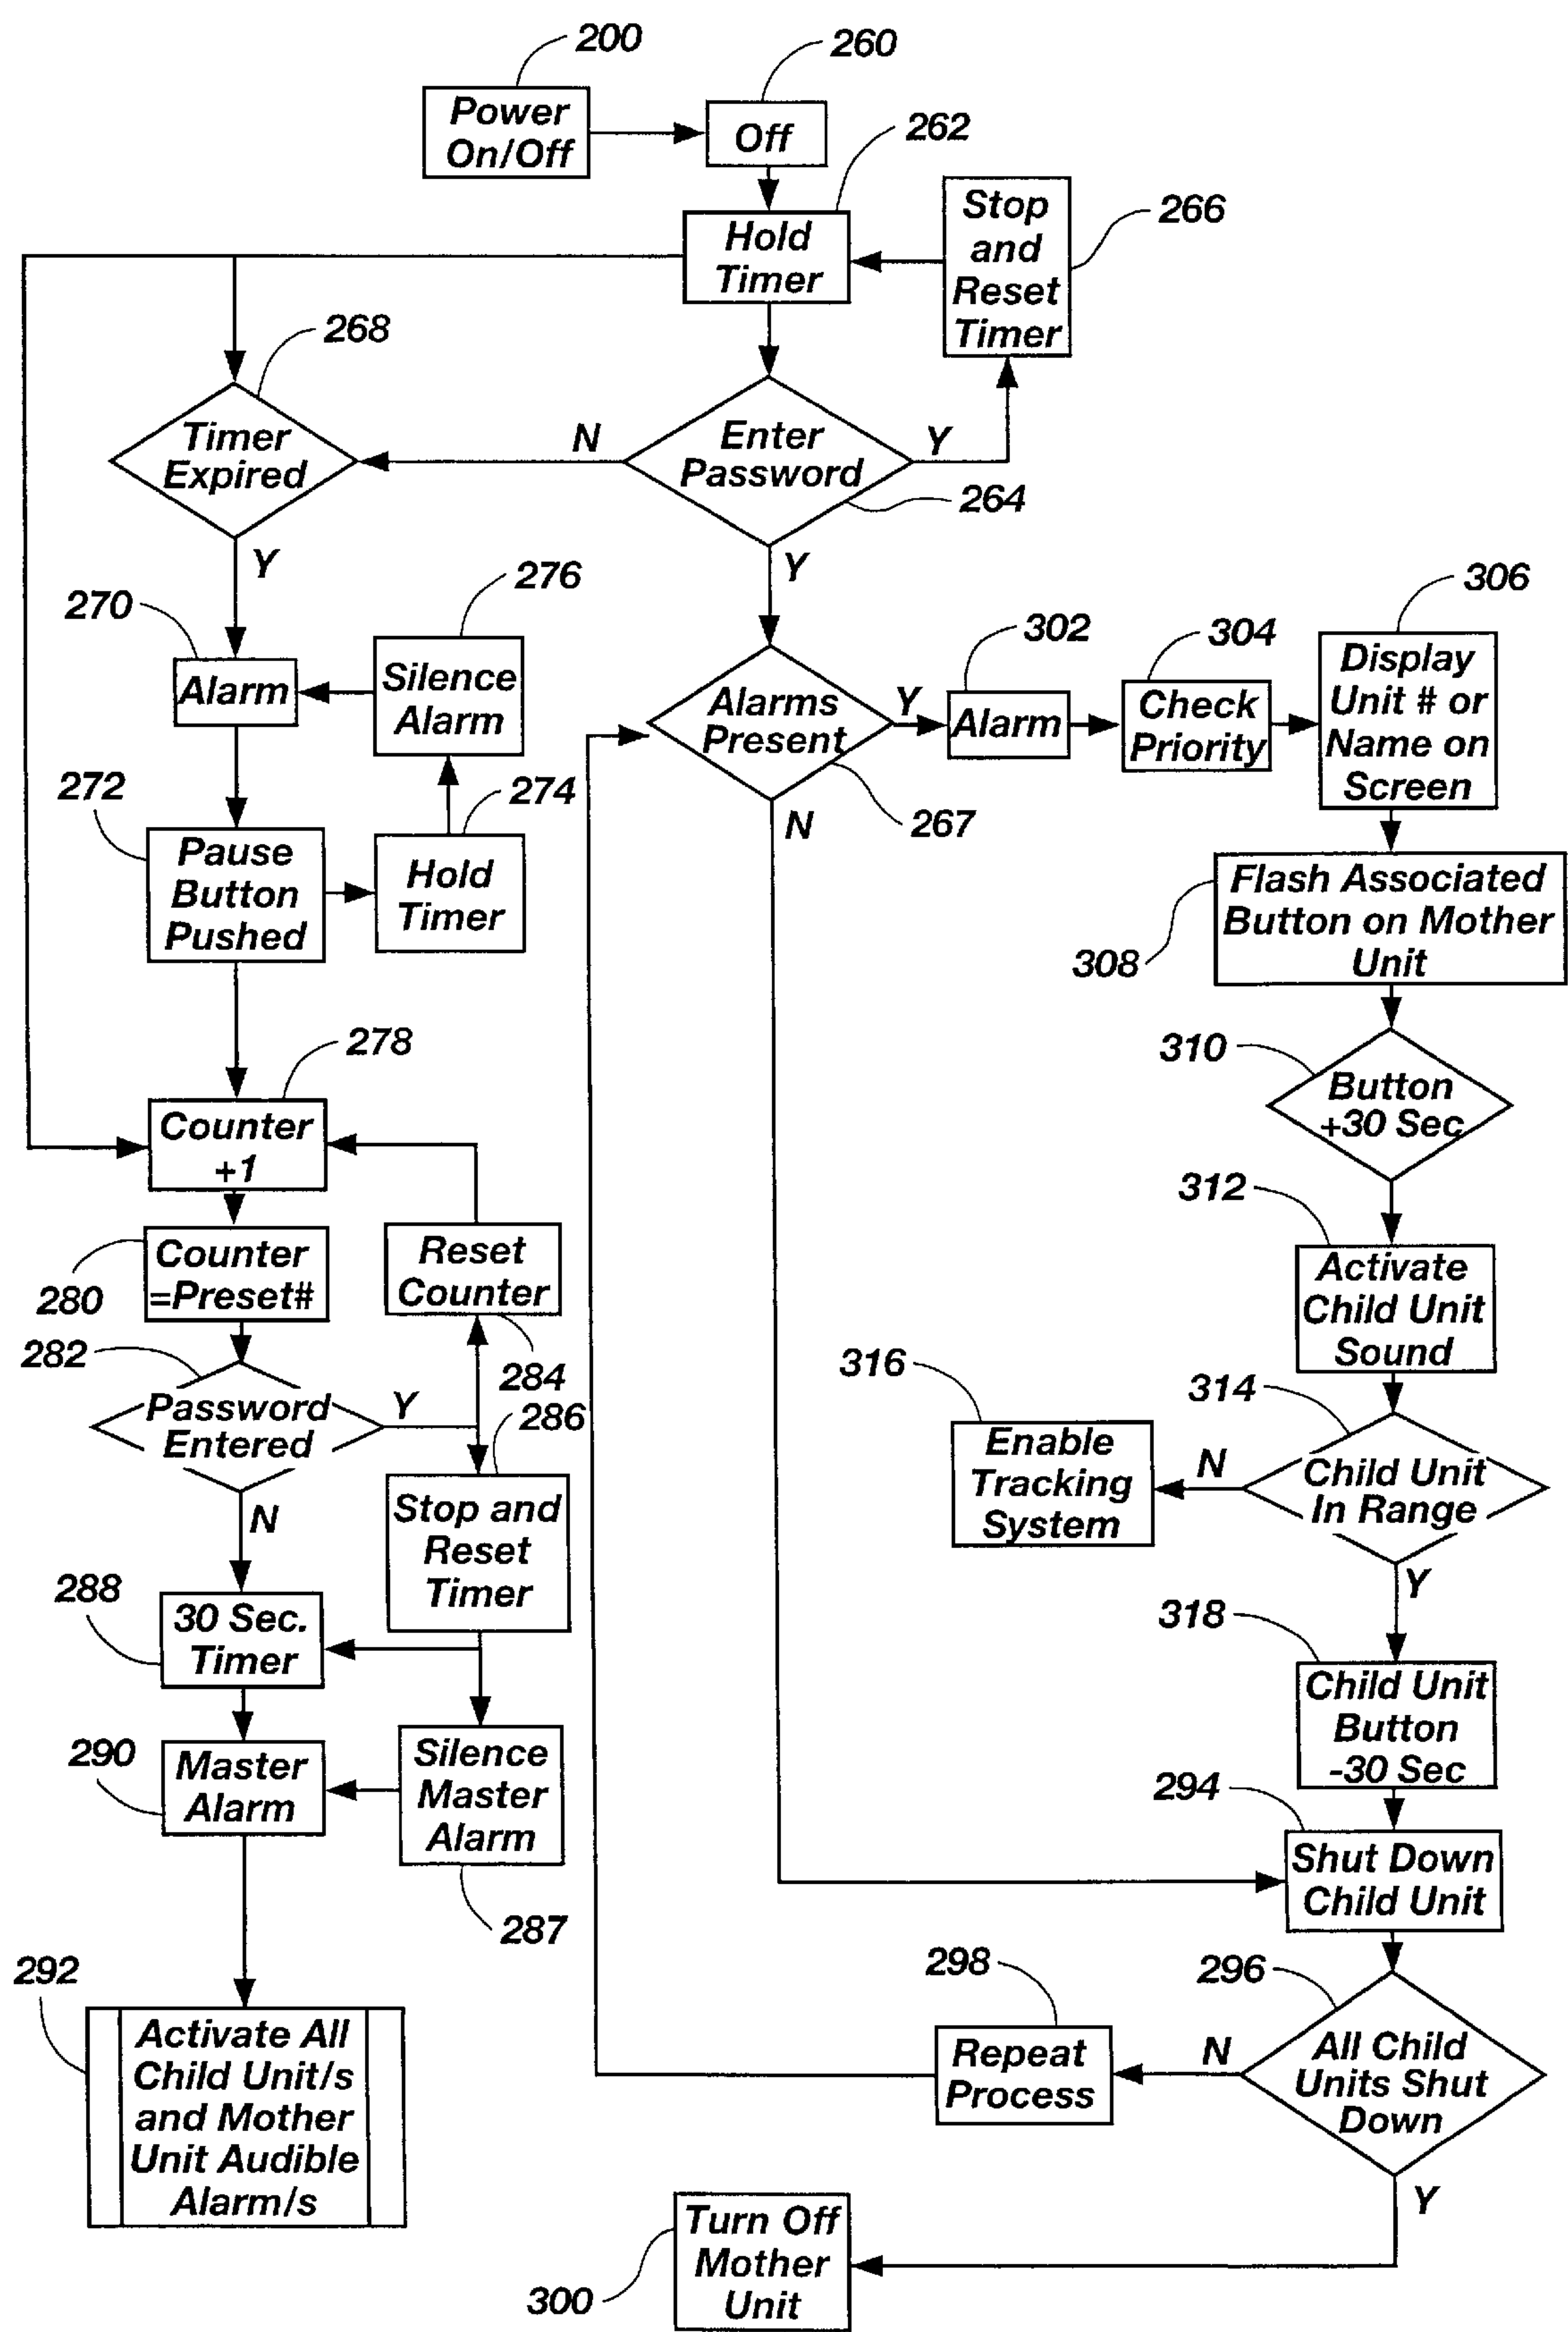 200
260
Power
On/Off
Off
262
Hold
Timer
Stop
and
Reset
Timer
266
268
Timer
Expired
N
Enter
Password
Y
264
Y
Y
270
Alarm
276
Silence
Alarm
272
Pause
Button
Pushed
274
Hold
Timer
Alarms
Present
267
Y
N
302
Alarm
304
Check
Priority
306
Display
Unit # or
Name on
Screen
308
Flash Associated
Button on Mother
Unit
310
Button
+30 Sec
312
Activate
Child Unit
Sound
314
Child Unit
In Range
N
316
Enable
Tracking
System
Y
318
Child Unit
Button
-30 Sec
294
Shut Down
Child Unit
278
Counter
+1
280
Counter
=Preset#
Reset
Counter
284
282
Password
Entered
Y
286
Stop and
Reset
Timer
N
288
30 Sec.
Timer
290
Master
Alarm
Silence
Master
Alarm
287
292
Activate All
Child Unit/s
and Mother
Unit Audible
Alarm/s
298
Repeat
Process
N
296
All Child
Units Shut
Down
Y
300
Turn Off
Mother
Unit